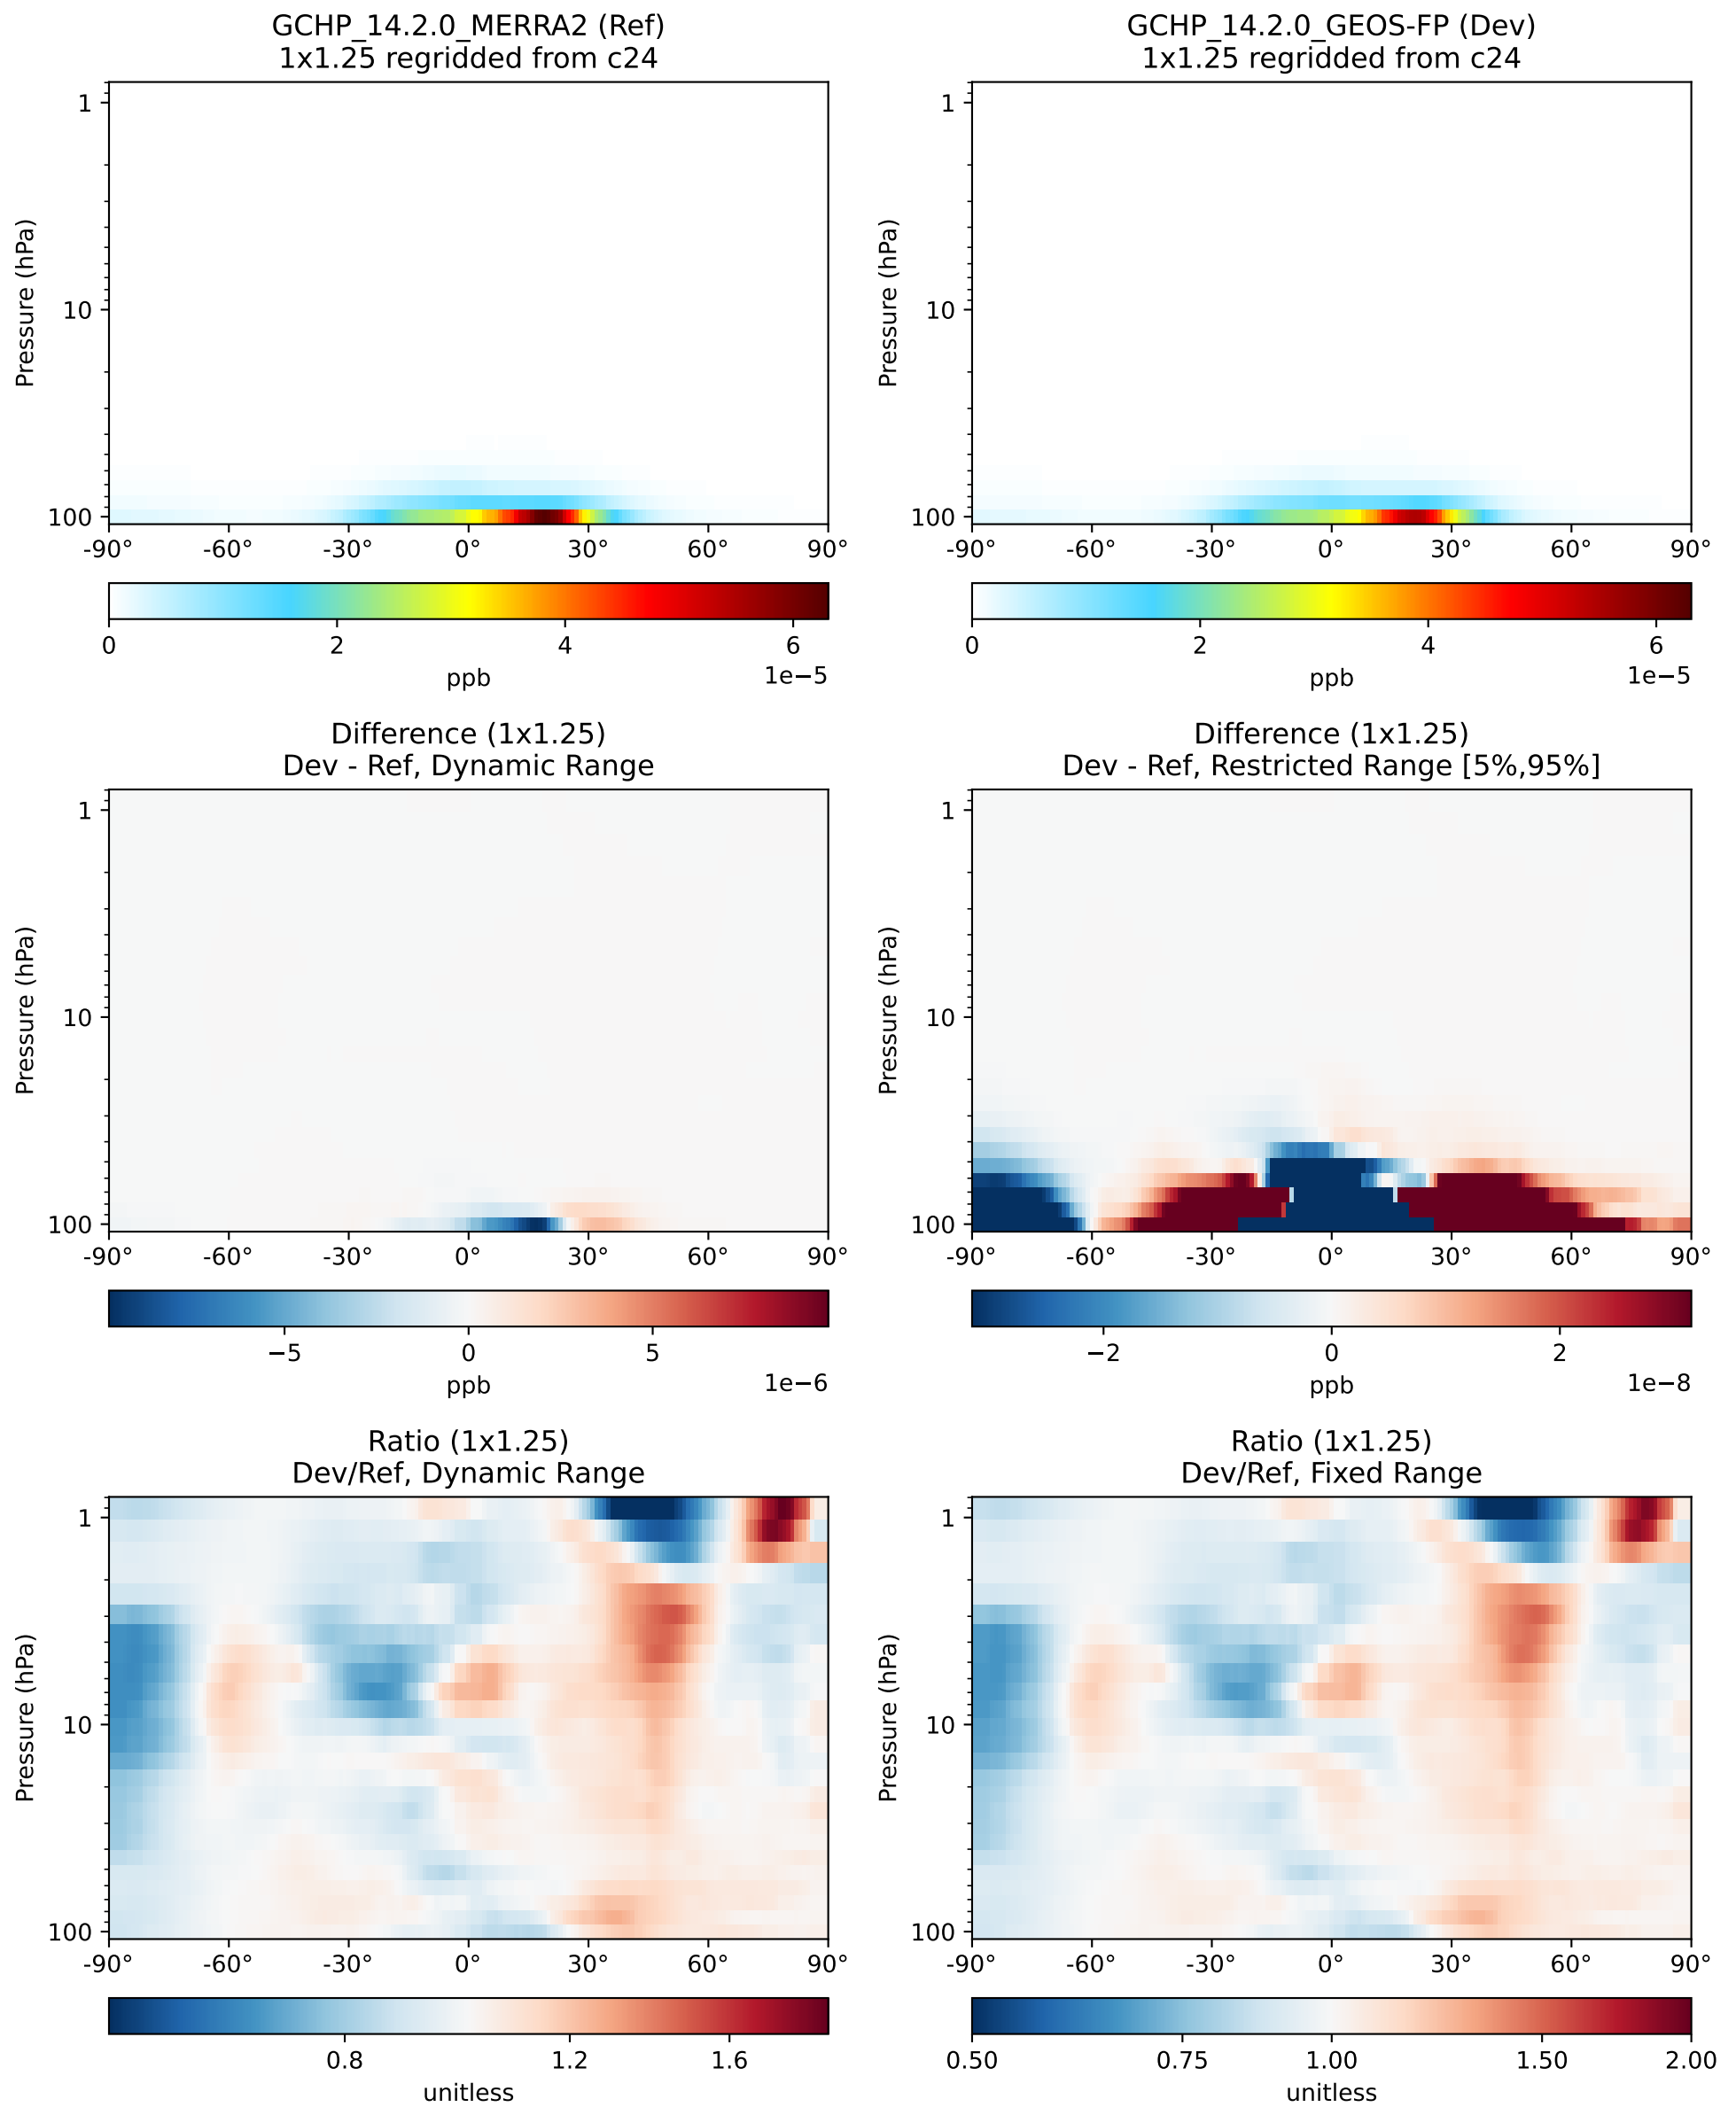 GCHP_14.2.0_MERRA2 (Ref)
1x1.25 regridded from c24
Pressure (hPa)
1
10
100
-90° -60° -30° 0° 30° 60° 90°
0 2 4 6
1e−5
ppb
GCHP_14.2.0_GEOS-FP (Dev)
1x1.25 regridded from c24
Pressure (hPa)
1
10
100
-90° -60° -30° 0° 30° 60° 90°
0 2 4 6
1e−5
ppb
Difference (1x1.25)
Dev - Ref, Dynamic Range
Pressure (hPa)
1
10
100
-90° -60° -30° 0° 30° 60° 90°
−5 0 5
1e−6
ppb
Difference (1x1.25)
Dev - Ref, Restricted Range [5%,95%]
Pressure (hPa)
1
10
100
-90° -60° -30° 0° 30° 60° 90°
−2 0 2
1e−8
ppb
Ratio (1x1.25)
Dev/Ref, Dynamic Range
Pressure (hPa)
1
10
100
-90° -60° -30° 0° 30° 60° 90°
0.8 1.2 1.6
unitless
Ratio (1x1.25)
Dev/Ref, Fixed Range
Pressure (hPa)
1
10
100
-90° -60° -30° 0° 30° 60° 90°
0.50 0.75 1.00 1.50 2.00
unitless